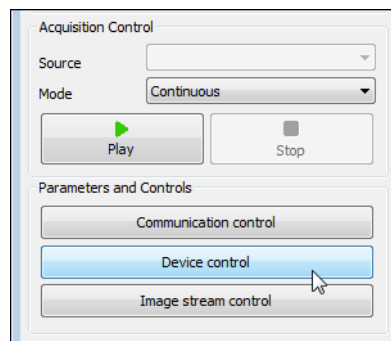 Acquisition Control
Source
Mode Continuous
Play Stop
Parameters and Controls
Communication control
Device control
Image stream control